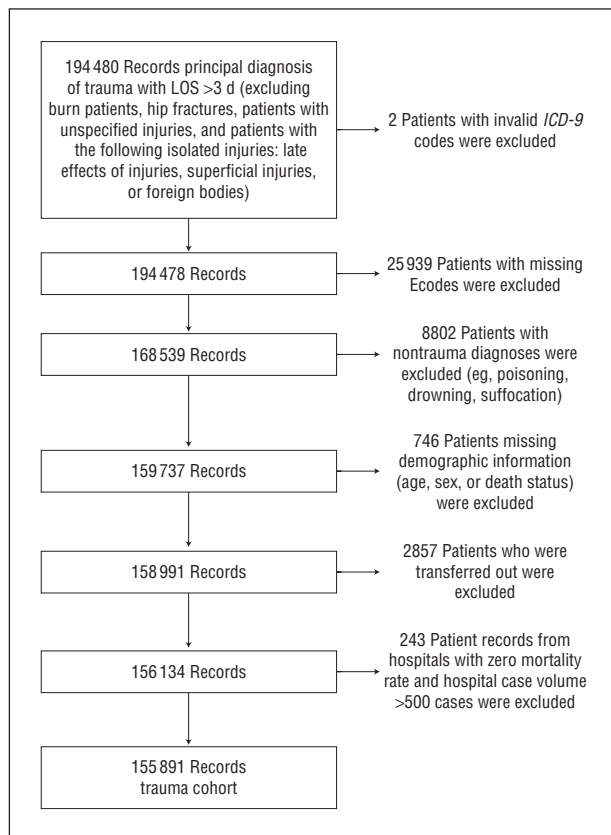 194 480 Records principal diagnosis
of trauma with LOS >3 d (excluding
burn patients, hip fractures, patients with
unspecified injuries, and patients with
the following isolated injuries: late
effects of injuries, superficial injuries,
or foreign bodies)
2 Patients with invalid ICD-9
codes were excluded
194 478 Records
25 939 Patients with missing
Ecodes were excluded
168 539 Records
8802 Patients with
nontrauma diagnoses were
excluded (eg, poisoning,
drowning, suffocation)
159 737 Records
746 Patients missing
demographic information
(age, sex, or death status)
were excluded
158 991 Records
2857 Patients who were
transferred out were
excluded
156 134 Records
243 Patient records from
hospitals with zero mortality
rate and hospital case volume
>500 cases were excluded
155 891 Records
trauma cohort